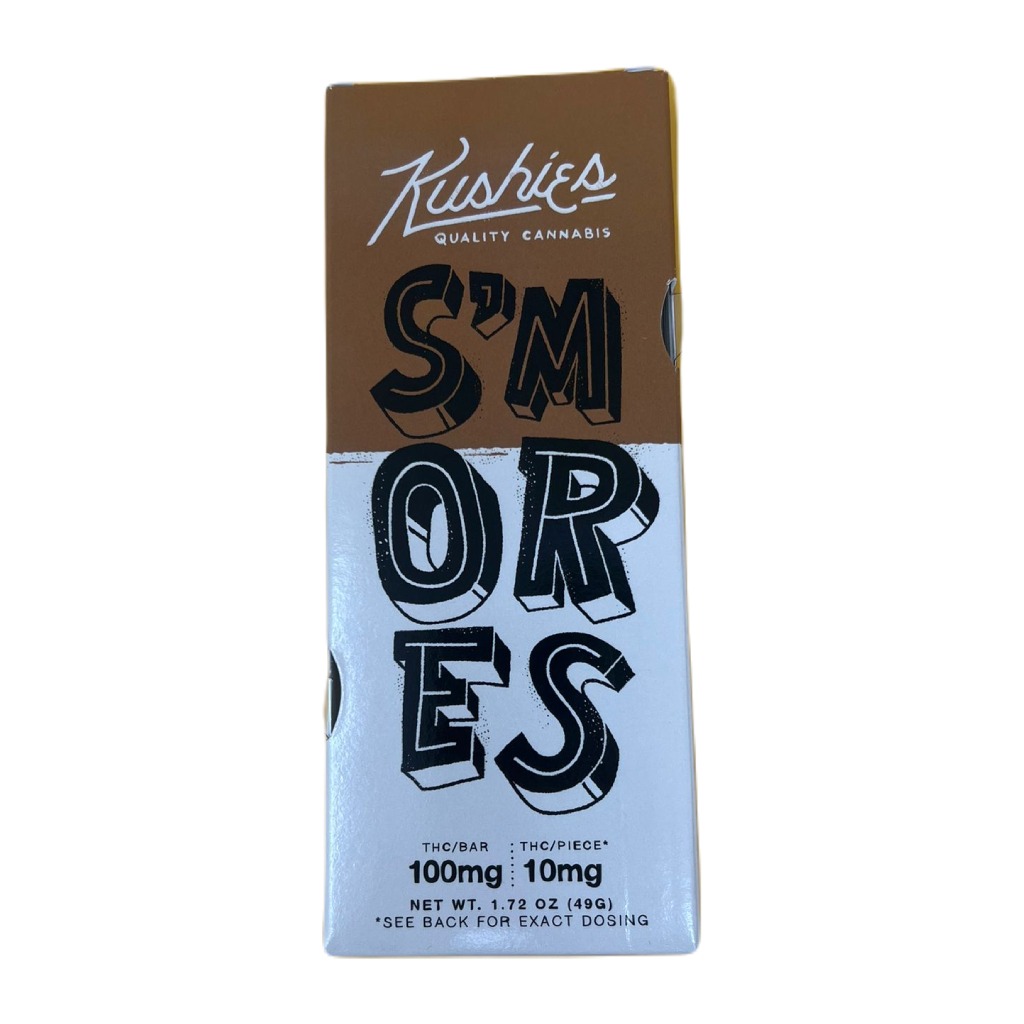 Kushies
QUALITY CANNABIS
S'M
OR
ES
THC/BAR THC/PIECE*
100mg 10mg
NET WT. 1.72 OZ (49G)
*SEE BACK FOR EXACT DOSING